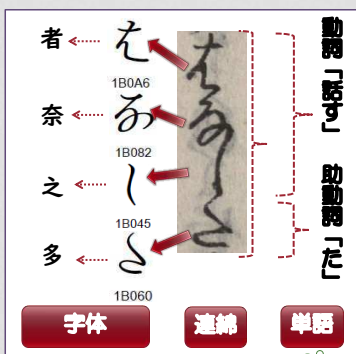 者 𛂦
1B0A6
奈 𛂂
1B082
之 𛁅
1B045
多 𛁠
1B060
𛂦𛂂𛁅𛁠
動詞「話す」
助動詞「た」
字体
連綿
単語